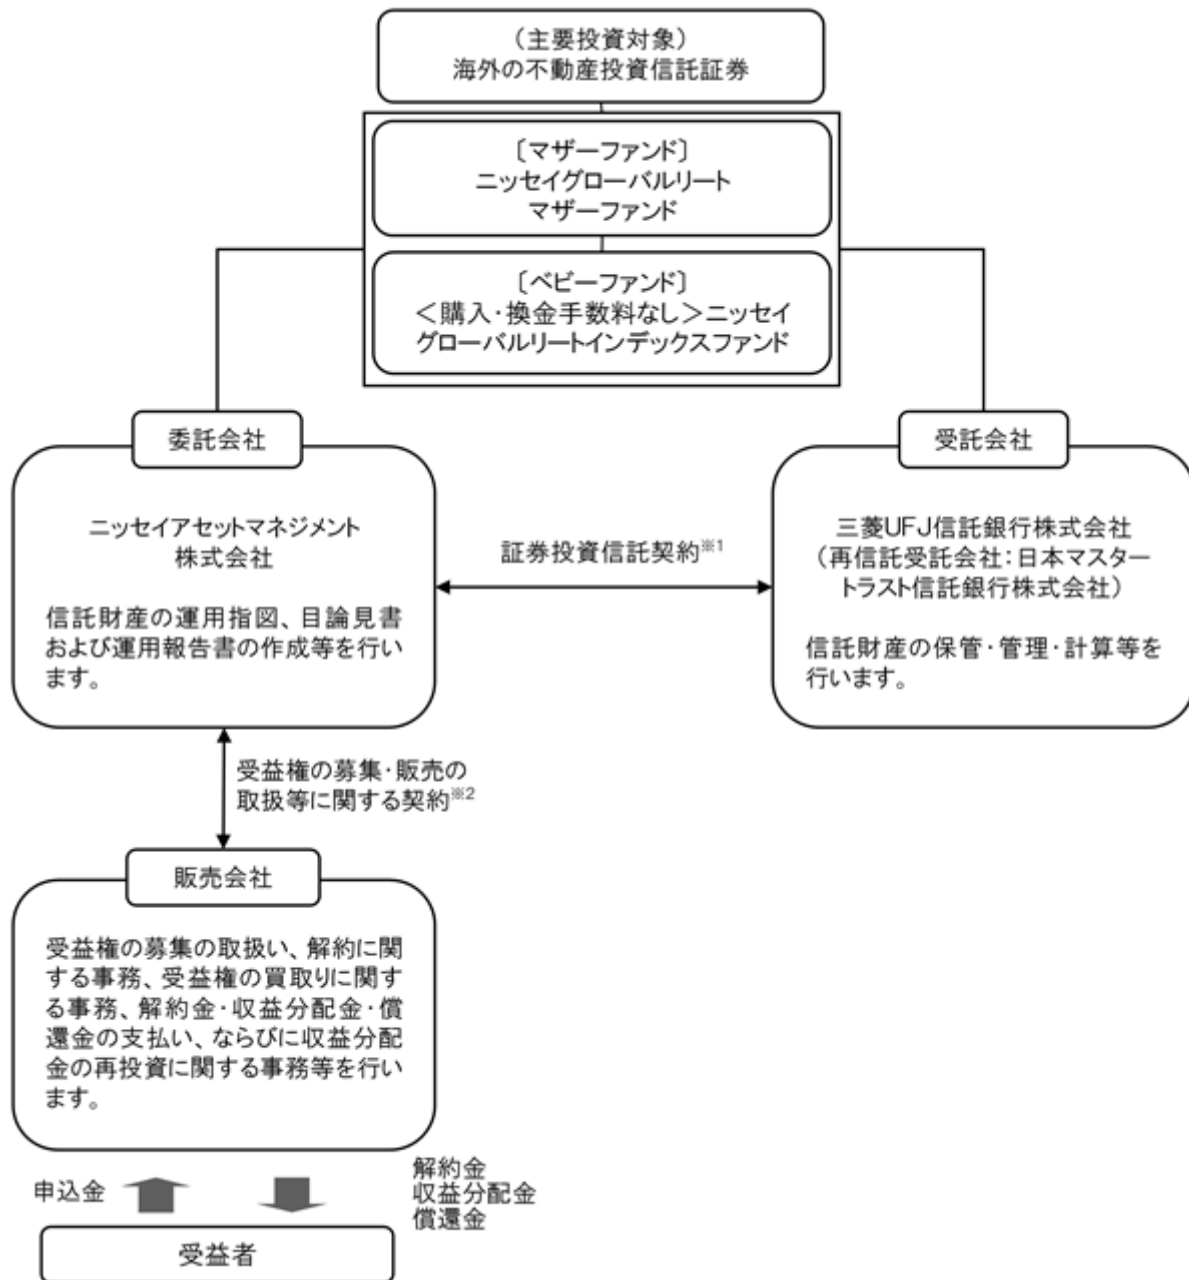 （主要投資対象）
海外の不動産投資信託証券
〔マザーファンド〕
ニッセイグローバルリート
マザーファンド
〔ベビーファンド〕
＜購入・換金手数料なし＞ニッセイ
グローバルリートインデックスファンド
委託会社
ニッセイアセットマネジメント
株式会社
信託財産の運用指図、目論見書
および運用報告書の作成等を行い
ます。
証券投資信託契約※1
受託会社
三菱UFJ信託銀行株式会社
（再信託受託会社：日本マスター
トラスト信託銀行株式会社）
信託財産の保管・管理・計算等を
行います。
受益権の募集・販売の
取扱等に関する契約※2
販売会社
受益権の募集の取扱い、解約に関
する事務、受益権の買取りに関す
る事務、解約金・収益分配金・償
還金の支払い、ならびに収益分配
金の再投資に関する事務等を行い
ます。
申込金
解約金
収益分配金
償還金
受益者